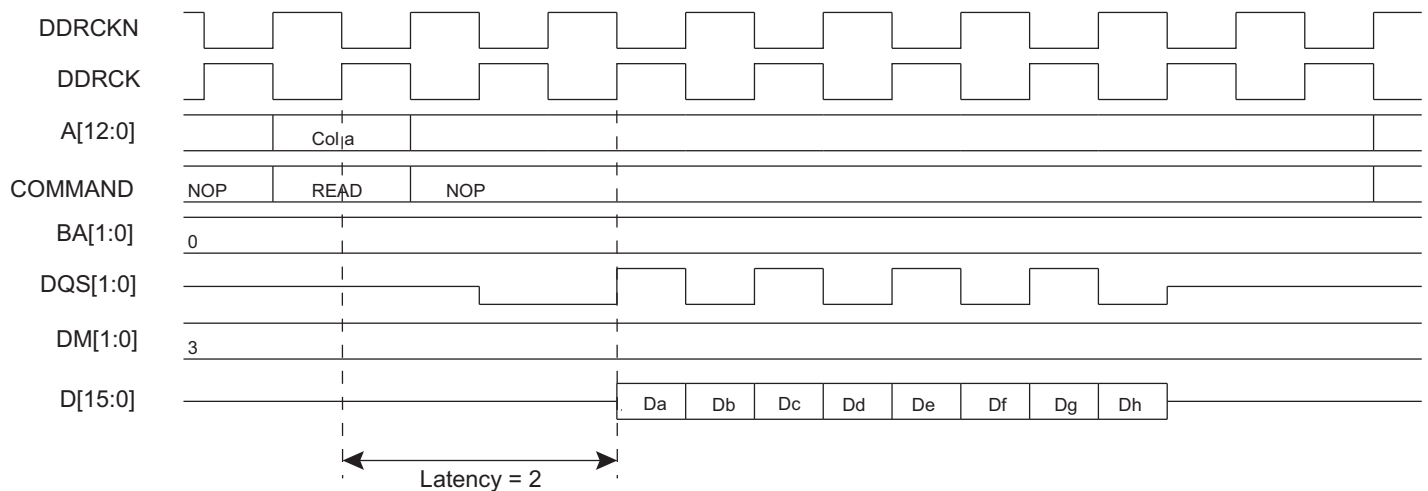 DDRCKN
DDRCK
A[12:0] Col a
COMMAND NOP READ NOP
BA[1:0] 0
DQS[1:0]
DM[1:0] 3
D[15:0] Da Db Dc Dd De Df Dg Dh
Latency = 2